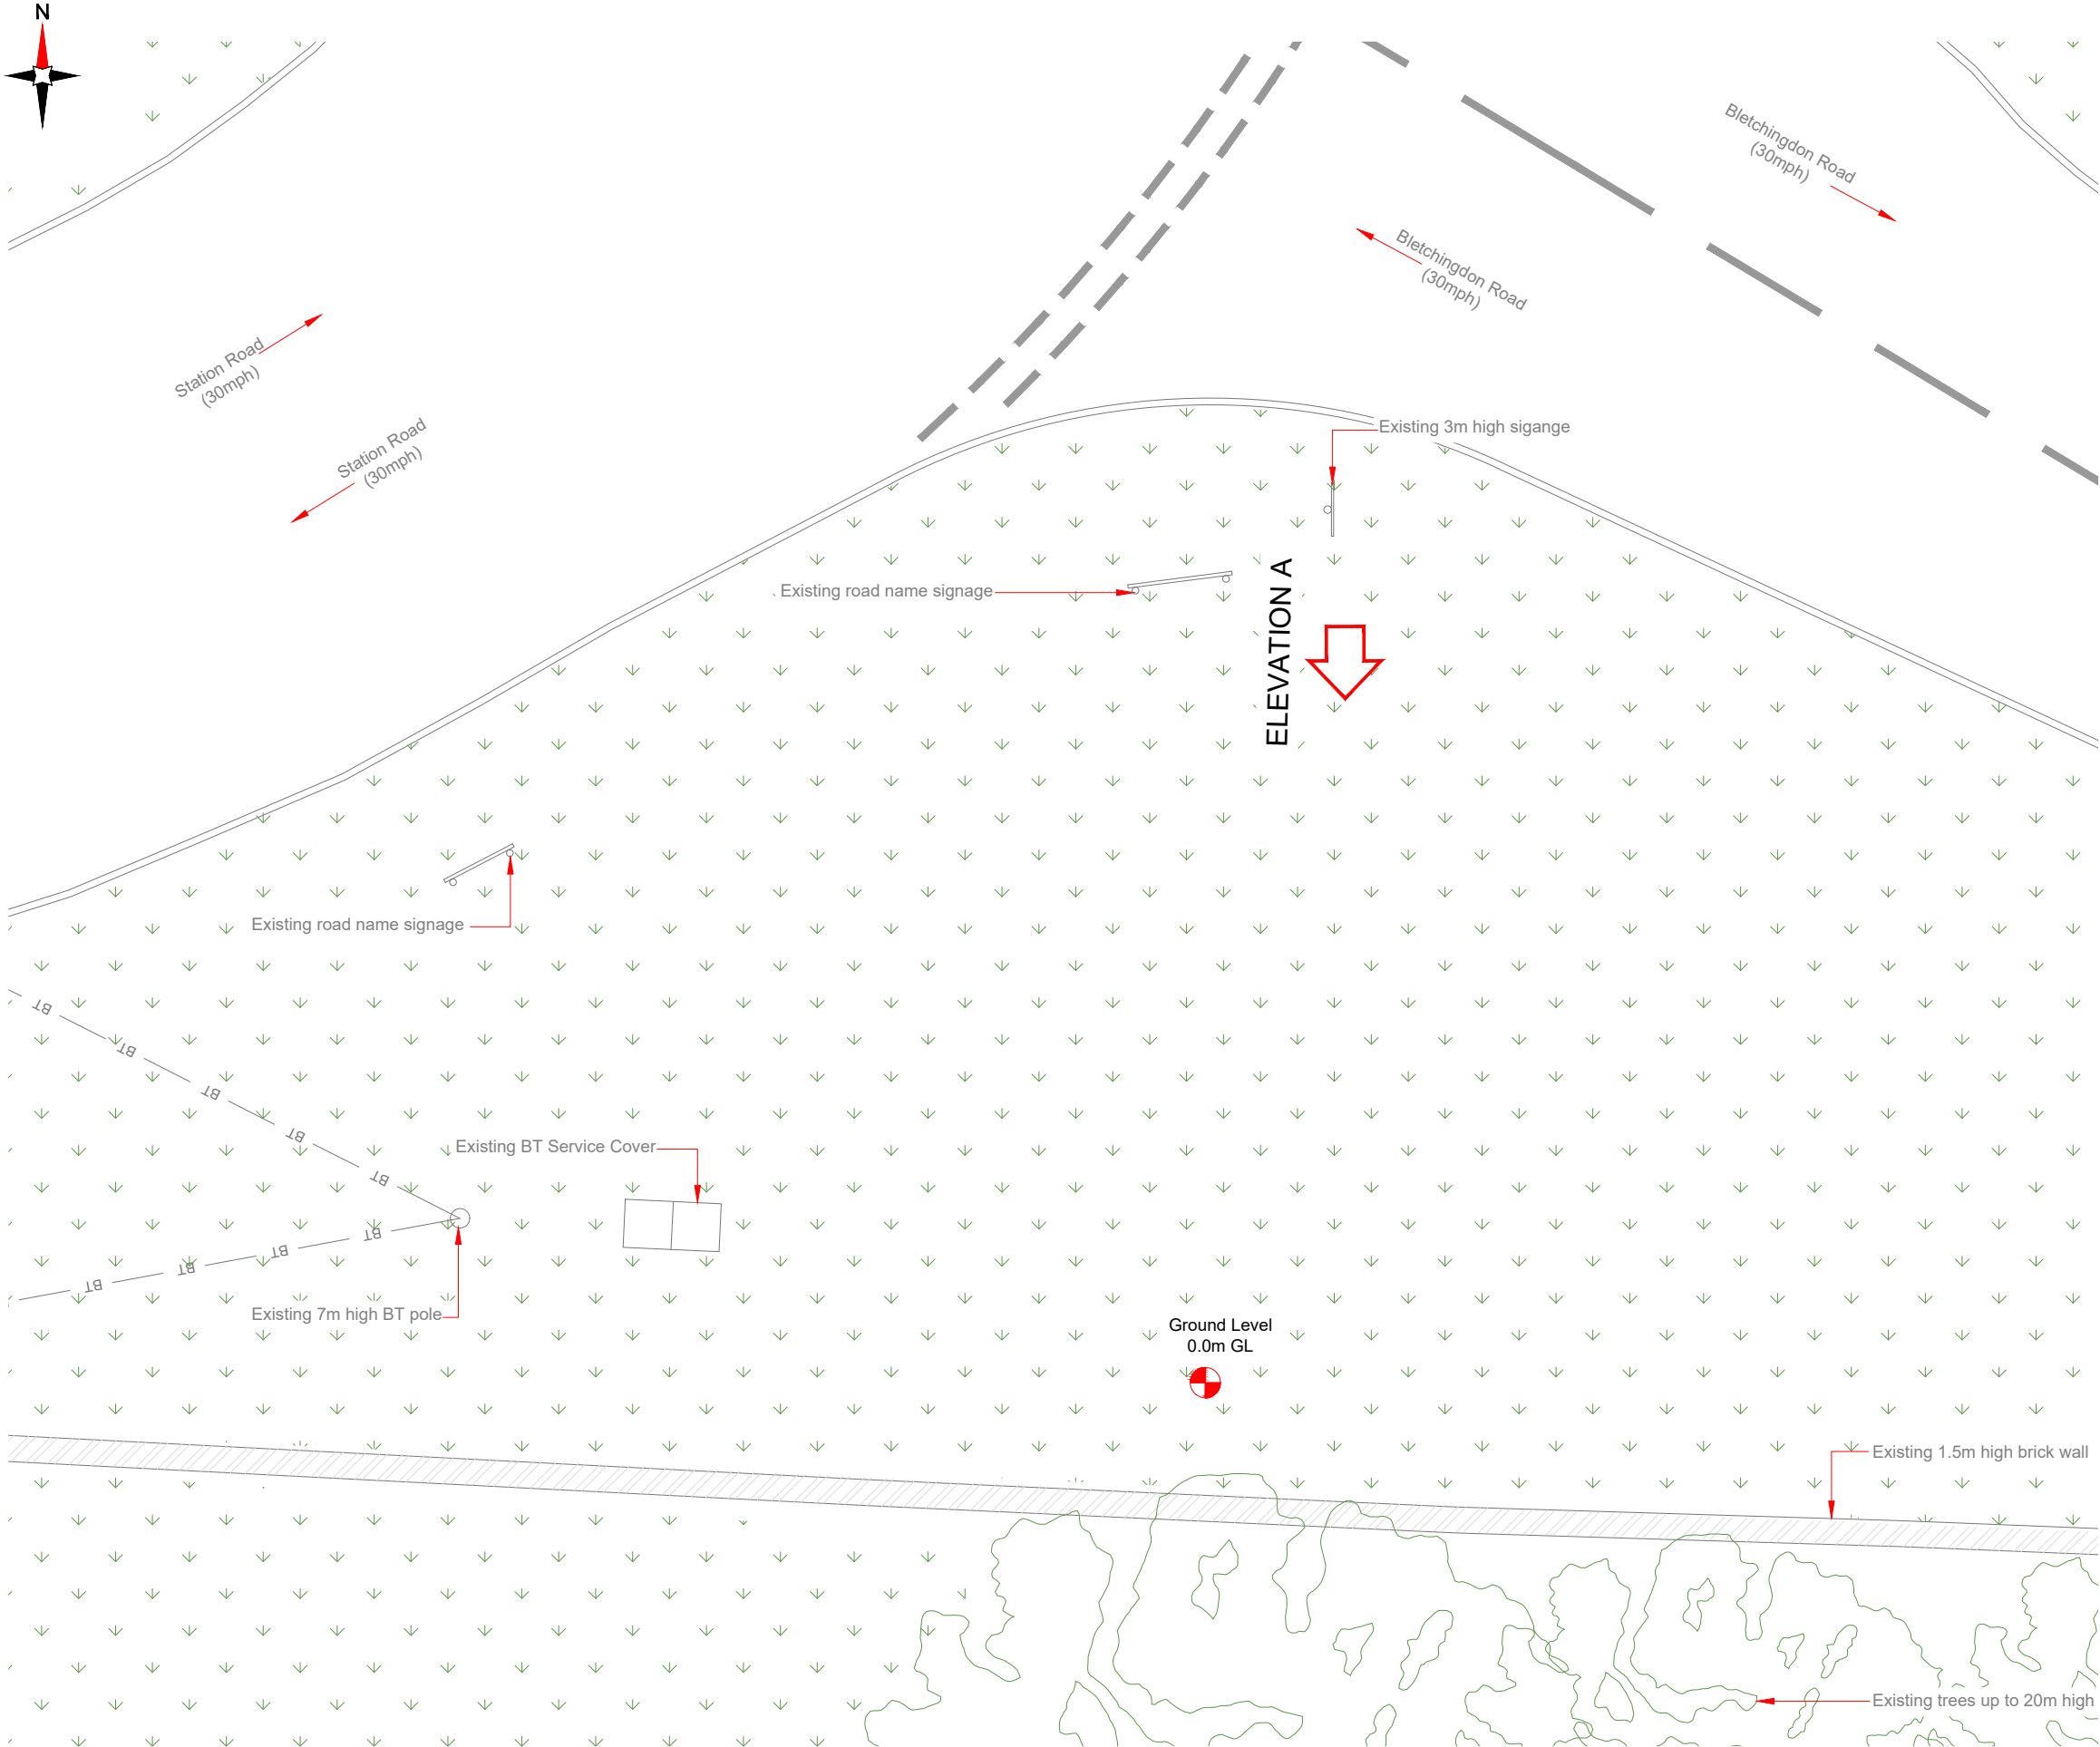 N
Bletchingdon Road
(30mph)
Bletchingdon Road
(30mph)
Station Road
(30mph)
Station Road
(30mph)
Existing 3m high sigange
Existing road name signage
ELEVATION A
Existing road name signage
BT
BT
BT
BT
BT
Existing BT Service Cover
BT
BT
BT
BT
Existing 7m high BT pole
Ground Level
0.0m GL
Existing 1.5m high brick wall
Existing trees up to 20m high